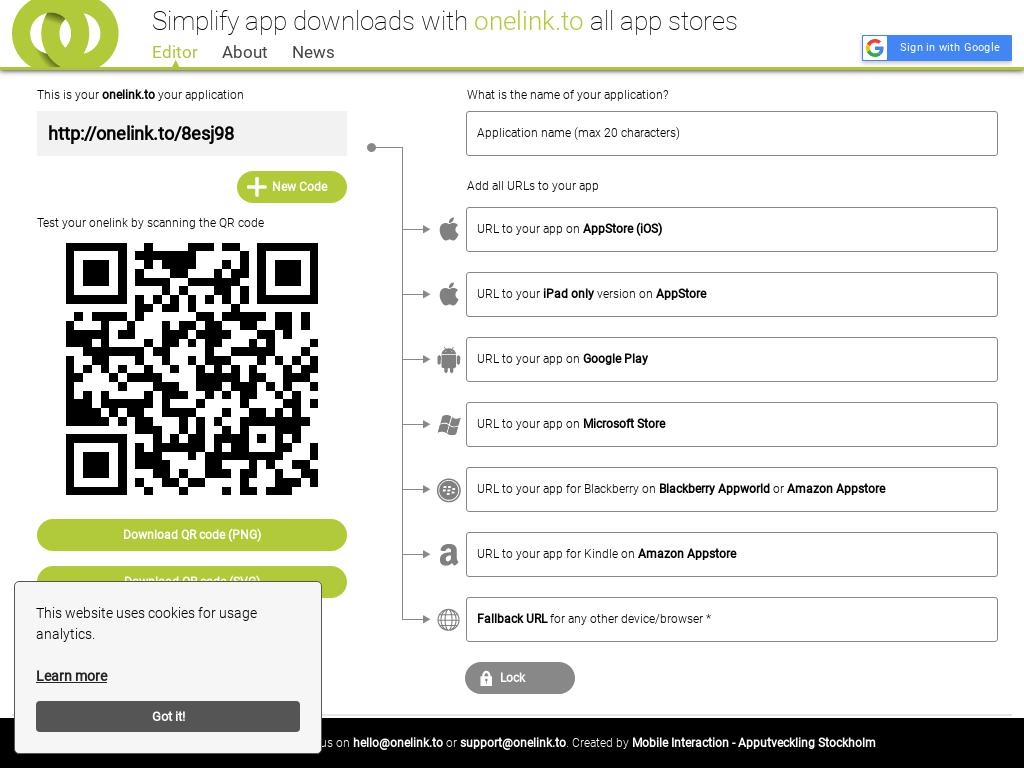 Simplify app downloads with onelink.to all app stores
Editor About News
Sign in with Google
This is your onelink.to your application
http://onelink.to/8esj98
New Code
Test your onelink by scanning the QR code
Download QR code (PNG)
Download QR code (SVG)
What is the name of your application?
Application name (max 20 characters)
Add all URLs to your app
URL to your app on AppStore (iOS)
URL to your iPad only version on AppStore
URL to your app on Google Play
URL to your app on Microsoft Store
URL to your app for Blackberry on Blackberry Appworld or Amazon Appstore
URL to your app for Kindle on Amazon Appstore
Fallback URL for any other device/browser *
Lock
This website uses cookies for usage
analytics.
Learn more
Got it!
us on hello@onelink.to or support@onelink.to. Created by Mobile Interaction - Apputveckling Stockholm